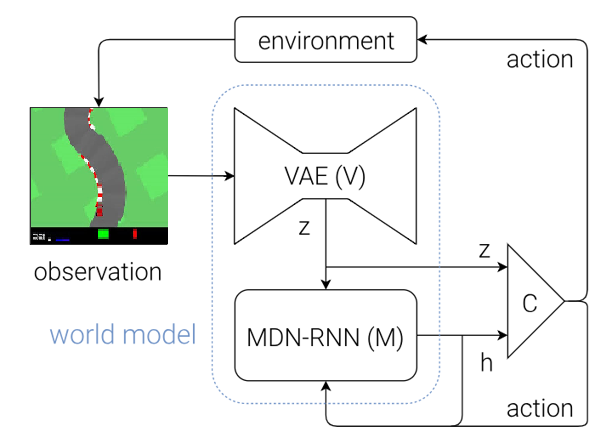 environment
action
VAE (V)
z
z
observation
C
world model
MDN-RNN (M)
h
action